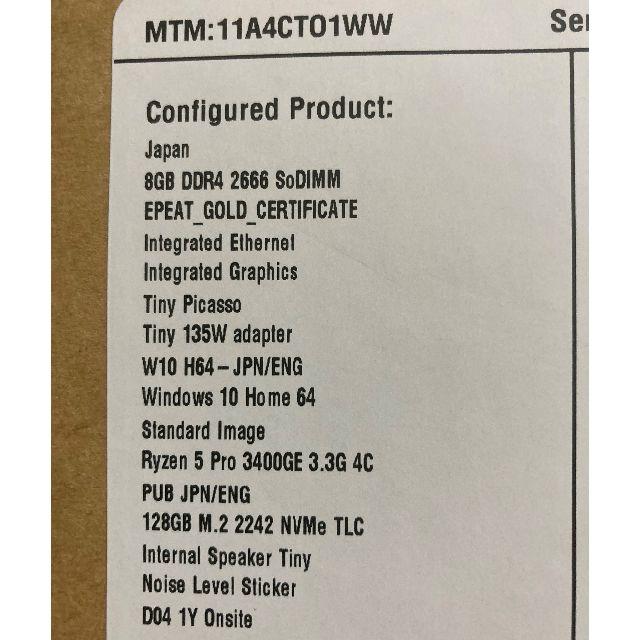 MTM:11A4CTO1WW
Configured Product:
Japan
8GB DDR4 2666 SoDIMM
EPEAT_GOLD_CERTIFICATE
Integrated Ethernet
Integrated Graphics
Tiny Picasso
Tiny 135W adapter
W10 H64-JPN/ENG
Windows 10 Home 64
Standard Image
Ryzen 5 Pro 3400GE 3.3G 4C
PUB JPN/ENG
128GB M.2 2242 NVMe TLC
Internal Speaker Tiny
Noise Level Sticker
D04 1Y Onsite